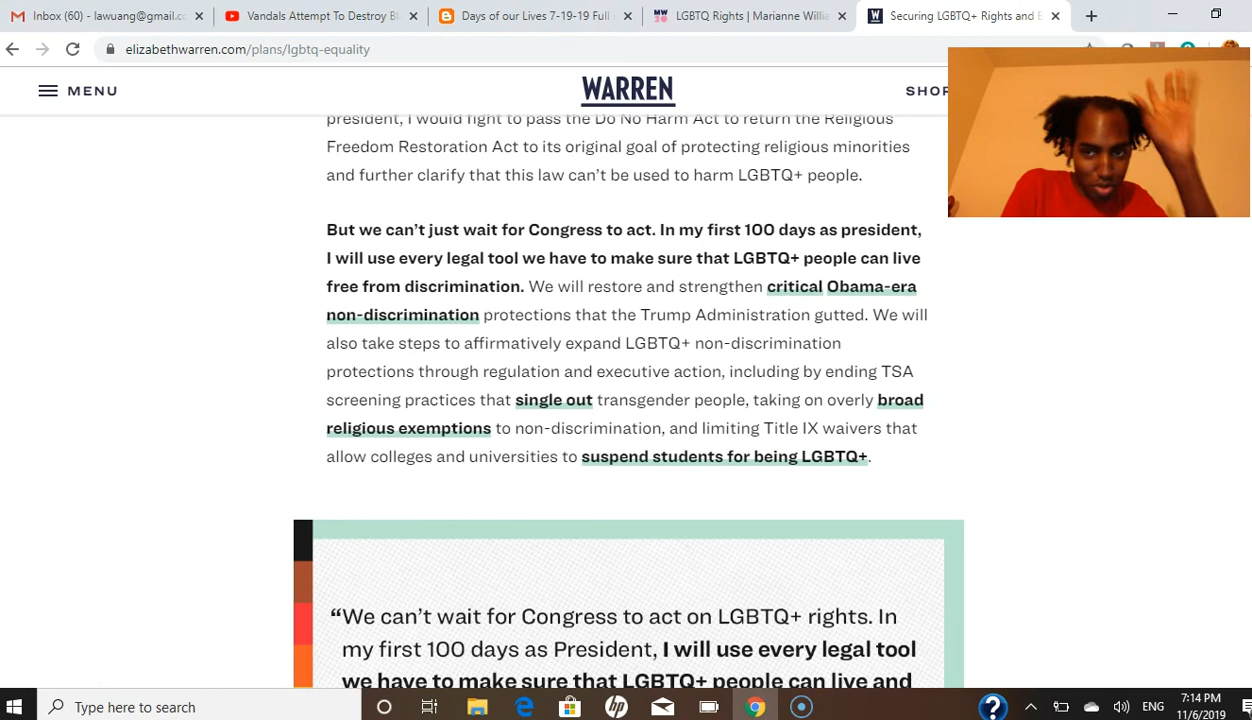 Inbox (60) - lawuang@gmail.c
Vandals Attempt To Destroy Bl
Days of our Lives 7-19-19 Full
LGBTQ Rights | Marianne Willia
Securing LGBTQ+ Rights and E
elizabethwarren.com/plans/lgbtq-equality
MENU
WARREN
SHOP
president, I would fight to pass the Do No Harm Act to return the Religious
Freedom Restoration Act to its original goal of protecting religious minorities
and further clarify that this law can’t be used to harm LGBTQ+ people.
But we can’t just wait for Congress to act. In my first 100 days as president,
I will use every legal tool we have to make sure that LGBTQ+ people can live
free from discrimination. We will restore and strengthen critical Obama-era
non-discrimination protections that the Trump Administration gutted. We will
also take steps to affirmatively expand LGBTQ+ non-discrimination
protections through regulation and executive action, including by ending TSA
screening practices that single out transgender people, taking on overly broad
religious exemptions to non-discrimination, and limiting Title IX waivers that
allow colleges and universities to suspend students for being LGBTQ+.
“We can’t wait for Congress to act on LGBTQ+ rights. In
my first 100 days as President, I will use every legal tool
we have to make sure that LGBTQ+ people can live and
Type here to search
ENG
7:14 PM
11/6/2019